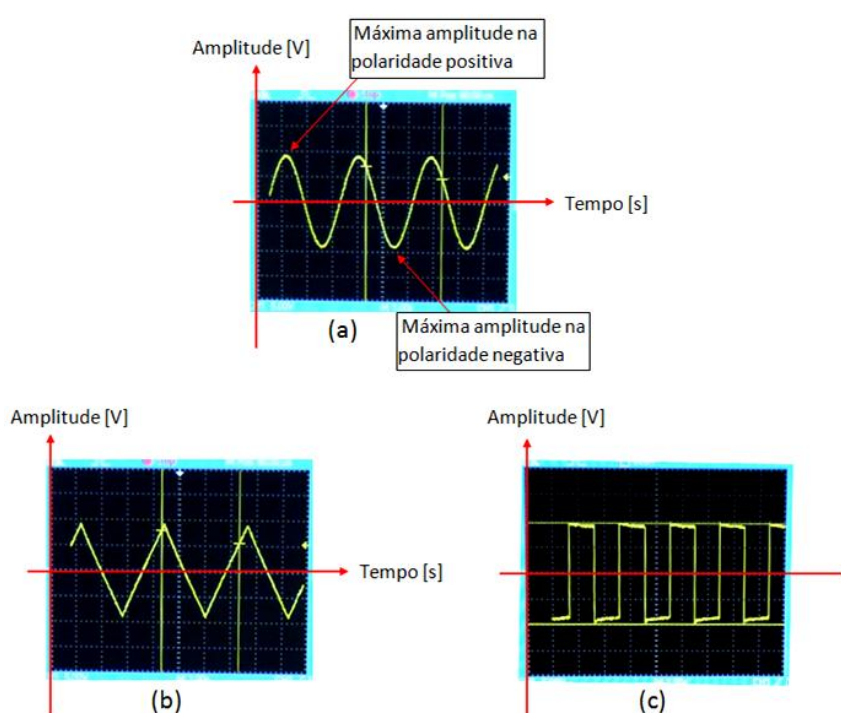 Máxima amplitude na
polaridade positiva
Amplitude [V]
Tempo [s]
(a)
Máxima amplitude na
polaridade negativa
Amplitude [V]
Tempo [s]
(b)
Amplitude [V]
(c)